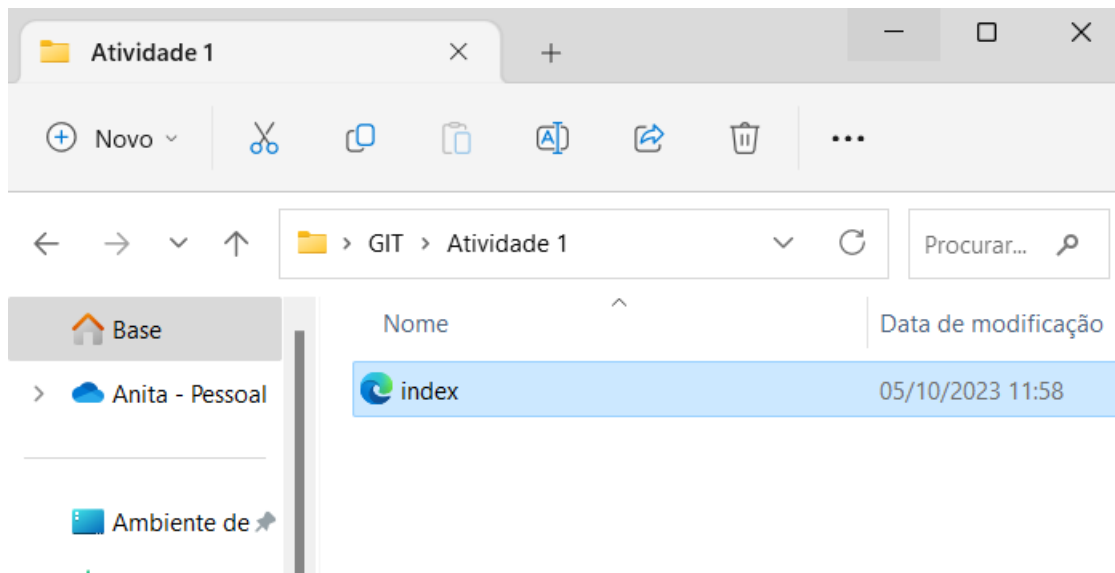 Atividade 1
Novo
GIT > Atividade 1
Procurar...
Base
Nome
Data de modificação
Anita - Pessoal
index
05/10/2023 11:58
Ambiente de